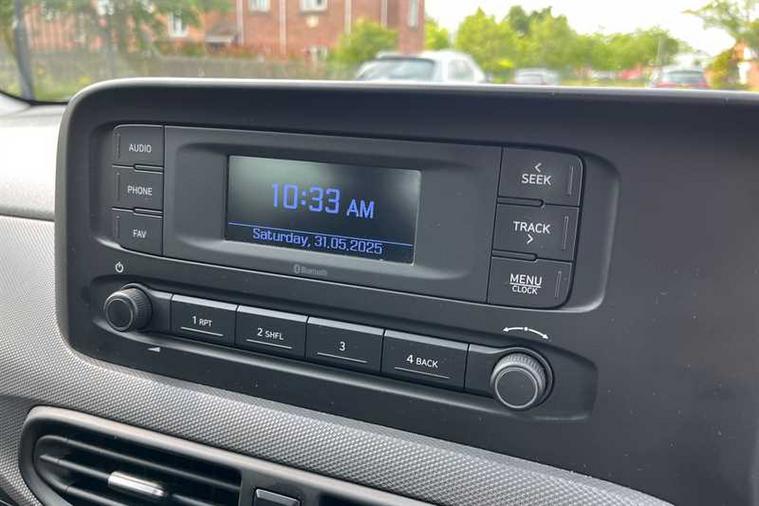 AUDIO
PHONE
FAV
10:33 AM
Saturday, 31.05.2025
Bluetooth
< SEEK
TRACK >
MENU
CLOCK
1 RPT
2 SHFL
3
4 BACK